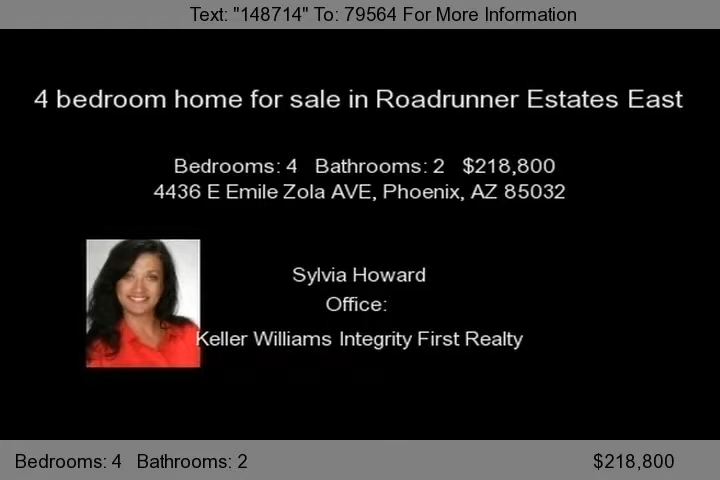 Text: "148714" To: 79564 For More Information
4 bedroom home for sale in Roadrunner Estates East
Bedrooms: 4 Bathrooms: 2 $218,800
4436 E Emile Zola AVE, Phoenix, AZ 85032
Sylvia Howard
Office:
Keller Williams Integrity First Realty
Bedrooms: 4 Bathrooms: 2 $218,800